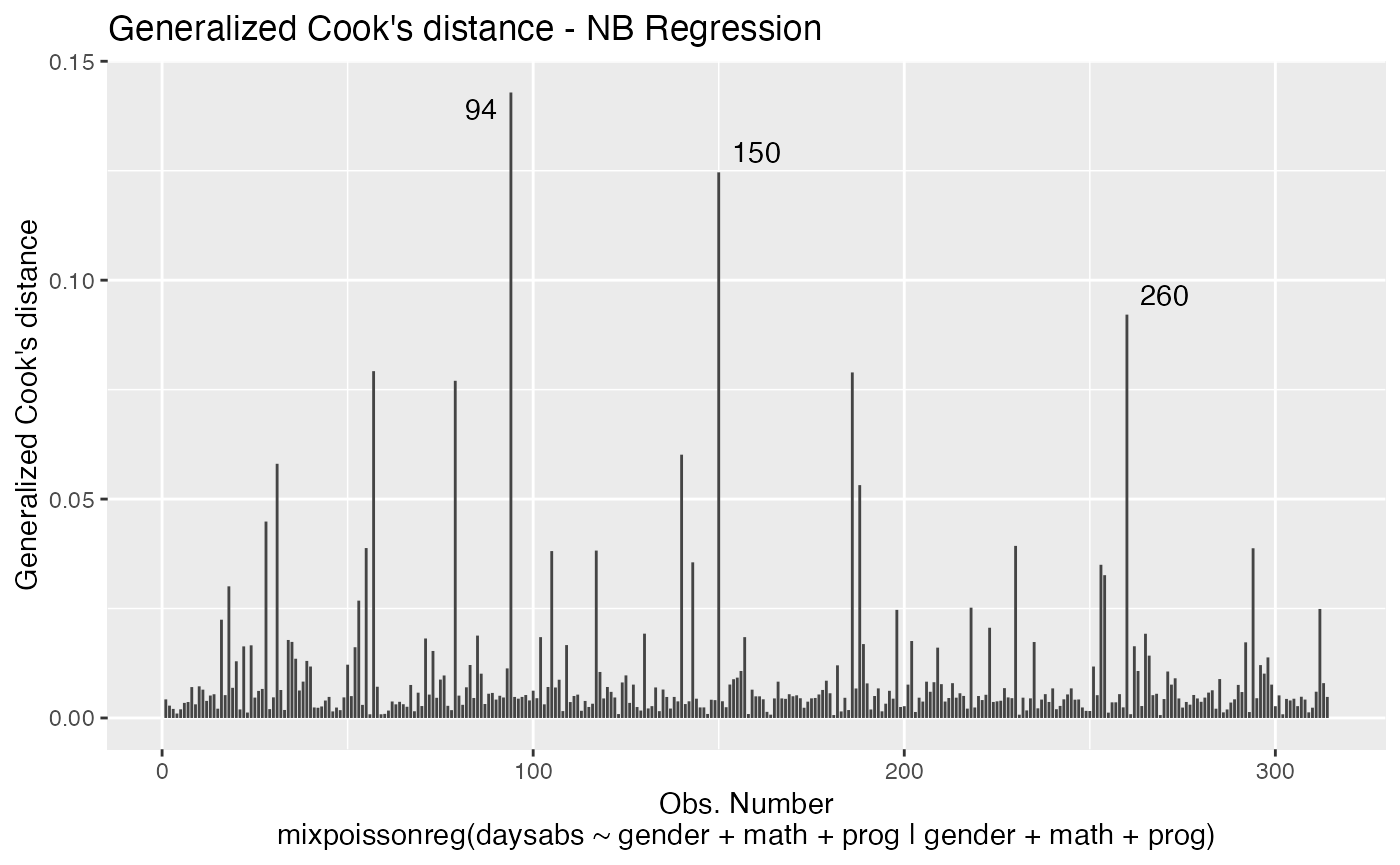 Generalized Cook's distance - NB Regression
0.15
94
150
0.10
260
Generalized Cook's distance
0.05
0.00
0 100 200 300
Obs. Number
mixpoissonreg(daysabs ~ gender + math + prog | gender + math + prog)